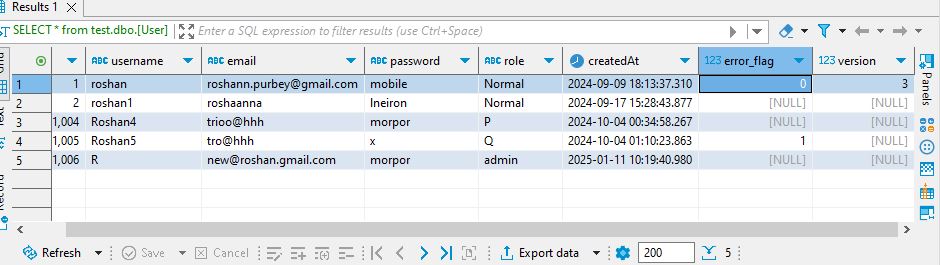 Results 1
SELECT * from test.dbo.[User] Enter a SQL expression to filter results (use Ctrl+Space)
Grid ABC username ABC email ABC password ABC role createdAt 123 error_flag 123 version
1 1 roshan roshann.purbey@gmail.com mobile Normal 2024-09-09 18:13:37.310 0 3
2 2 roshan1 roshaanna lneiron Normal 2024-09-17 15:28:43.877 [NULL] [NULL]
3 1,004 Roshan4 trioo@hhh morpor P 2024-10-04 00:34:58.267 [NULL] [NULL]
4 1,005 Roshan5 tro@hhh x Q 2024-10-04 01:10:23.863 1 [NULL]
5 1,006 R new@roshan.gmail.com morpor admin 2025-01-11 10:19:40.980 [NULL] [NULL]
Panels
Text
Record
Refresh Save Cancel Export data 200 5